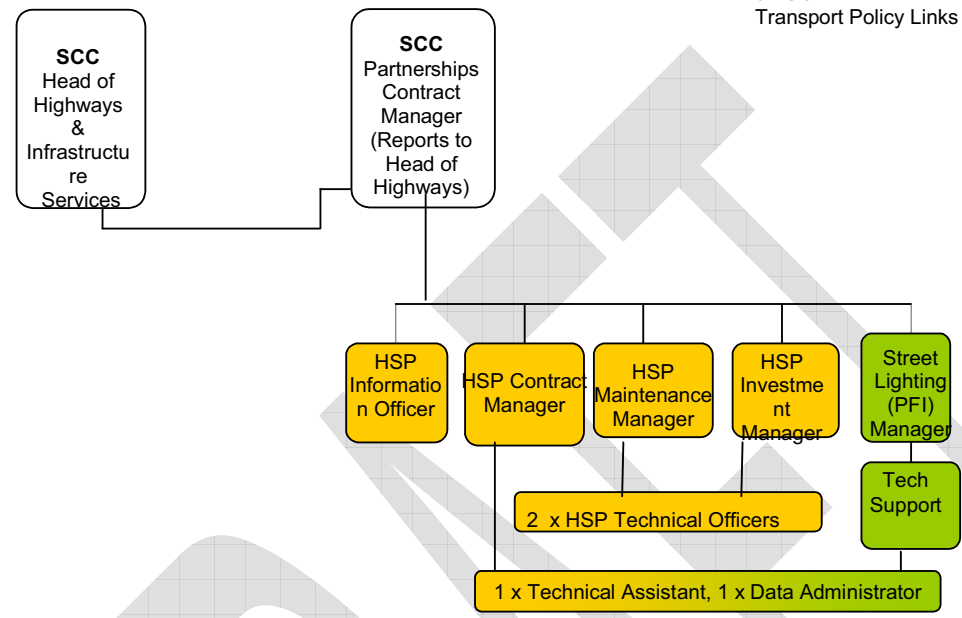 Transport Policy Links
SCC
Head of
Highways
&
Infrastructu
re
Services
SCC
Partnerships
Contract
Manager
(Reports to
Head of
Highways)
HSP
Informatio
n Officer
HSP Contract
Manager
HSP
Maintenance
Manager
HSP
Investme
nt
Manager
Street
Lighting
(PFI)
Manager
Tech
Support
2 x HSP Technical Officers
1 x Technical Assistant, 1 x Data Administrator